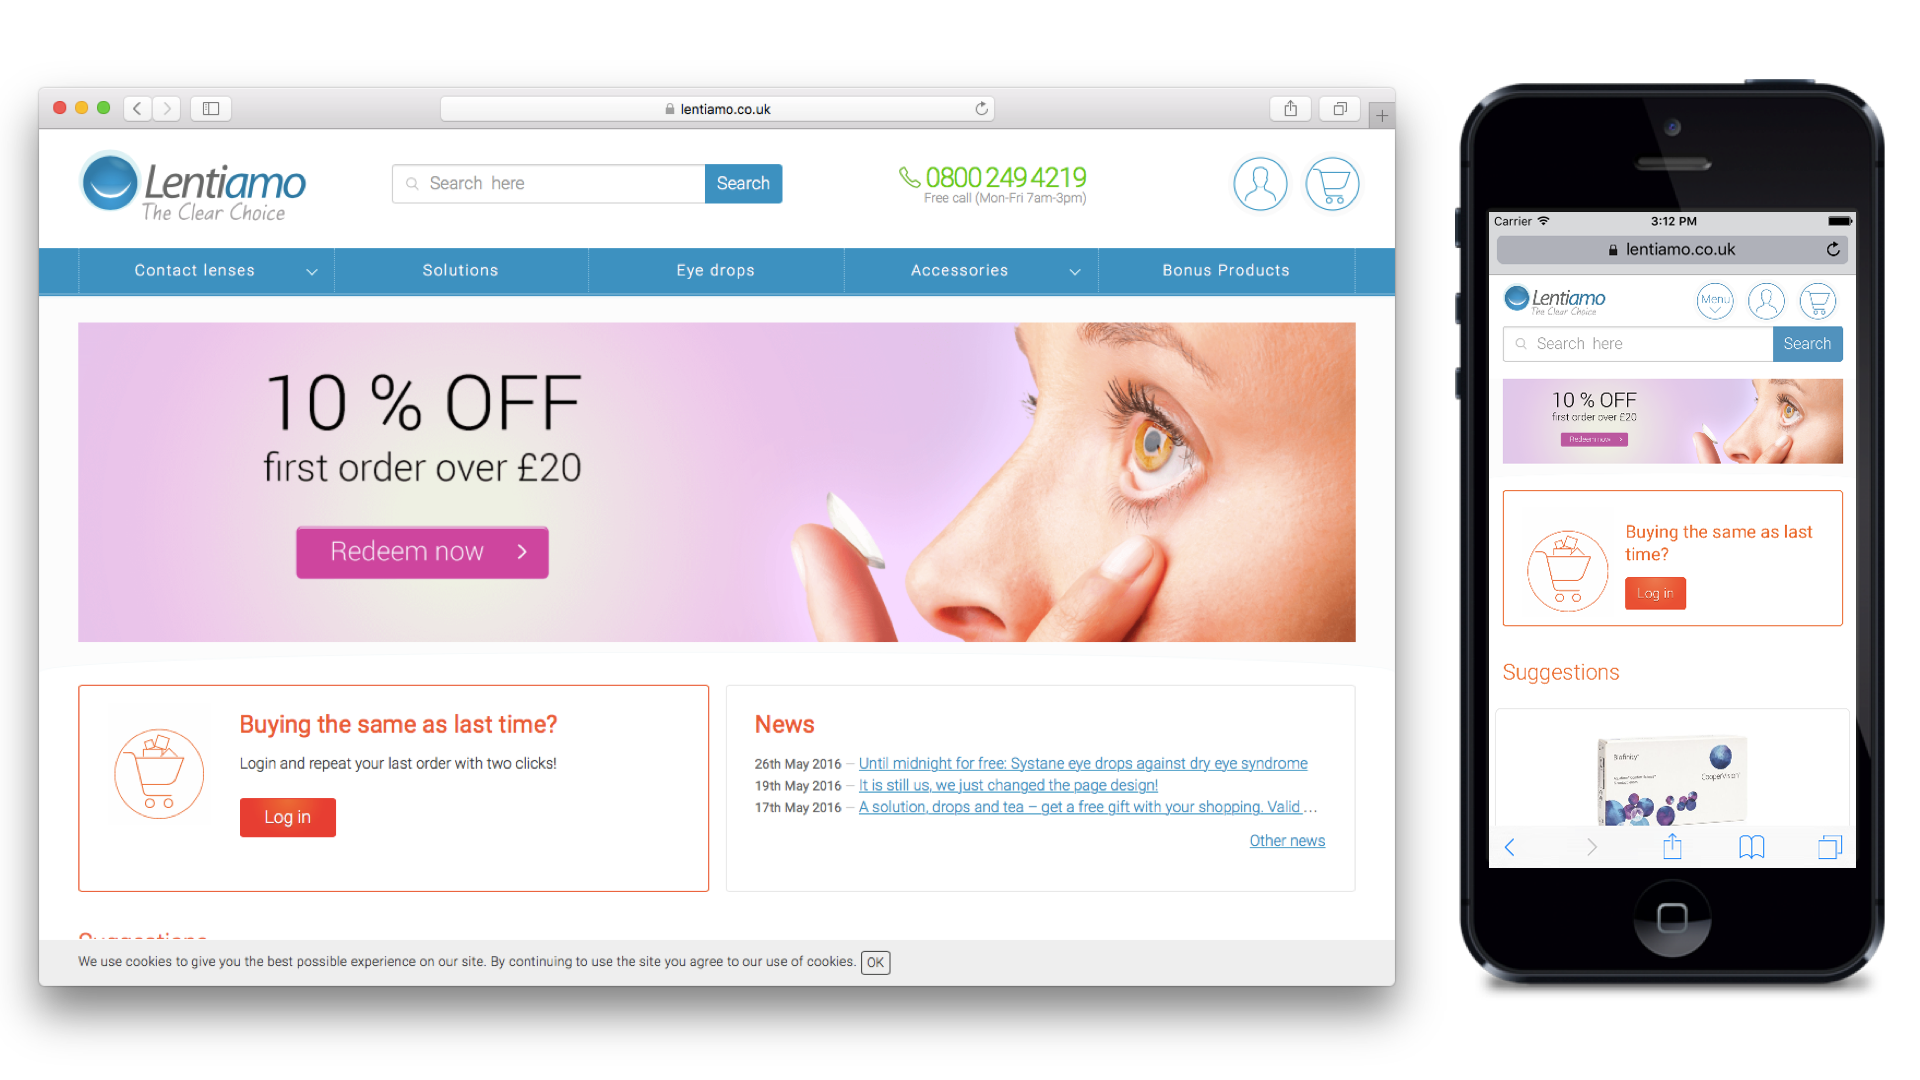 lentiamo.co.uk
Lentiamo
The Clear Choice
Search here
Search
0800 249 4219
Free call (Mon-Fri 7am-3pm)
Contact lenses
Solutions
Eye drops
Accessories
Bonus Products
10 % OFF
first order over £20
Redeem now
Buying the same as last time?
Login and repeat your last order with two clicks!
Log in
News
26th May 2016 – Until midnight for free: Systane eye drops against dry eye syndrome
19th May 2016 – It is still us, we just changed the page design!
17th May 2016 – A solution, drops and tea – get a free gift with your shopping. Valid ...
Other news
We use cookies to give you the best possible experience on our site. By continuing to use the site you agree to our use of cookies. OK
Carrier 3:12 PM
lentiamo.co.uk
Lentiamo
The Clear Choice
Menu
Search here
Search
10 % OFF
first order over £20
Redeem now
Buying the same as last
time?
Log in
Suggestions
Biofinity
CooperVision